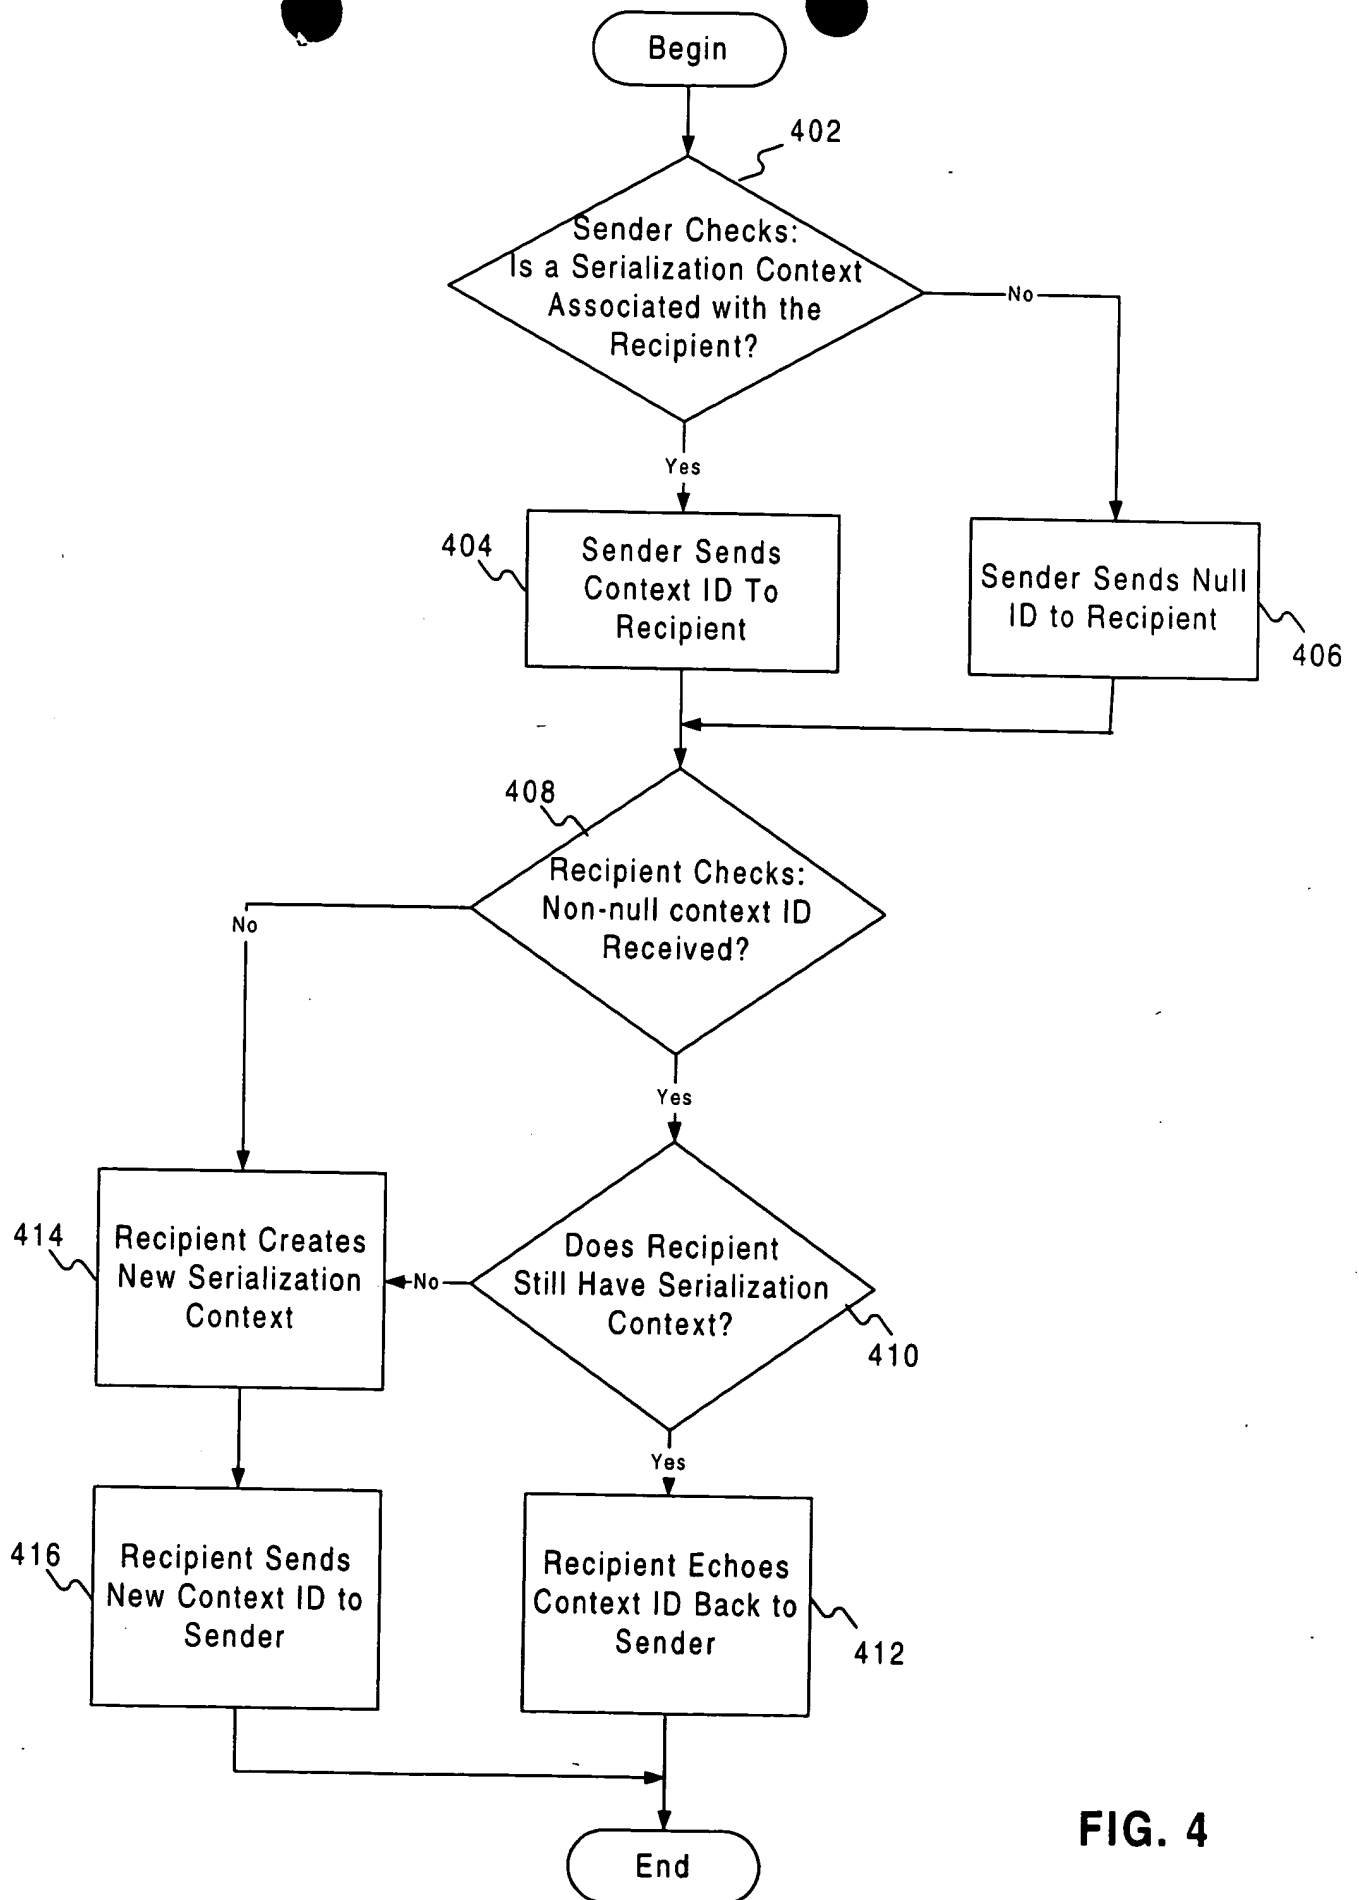 Begin
402
Sender Checks:
Is a Serialization Context
Associated with the
Recipient?
No
Yes
404
Sender Sends
Context ID To
Recipient
Sender Sends Null
ID to Recipient
406
408
Recipient Checks:
Non-null context ID
Received?
No
Yes
414
Recipient Creates
New Serialization
Context
No
Does Recipient
Still Have Serialization
Context?
410
Yes
416
Recipient Sends
New Context ID to
Sender
Recipient Echoes
Context ID Back to
Sender
412
End
FIG. 4